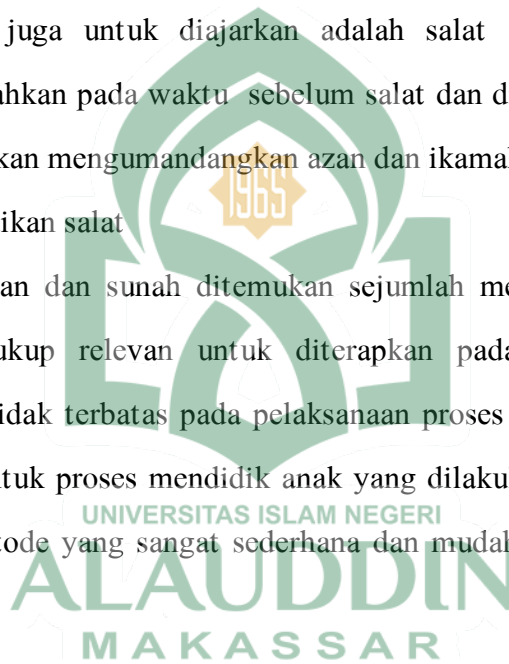 juga untuk diajarkan adalah salat
ahkan pada waktu sebelum salat dan d
kan mengumandangkan azan dan ikamah
1965
ikan salat
an dan sunah ditemukan sejumlah me
ukup relevan untuk diterapkan pada
idak terbatas pada pelaksanaan proses
tuk proses mendidik anak yang dilaku
UNIVERSITAS ISLAM NEGERI
tode yang sangat sederhana dan mudah
ALAUDDIN
MAKASSAR